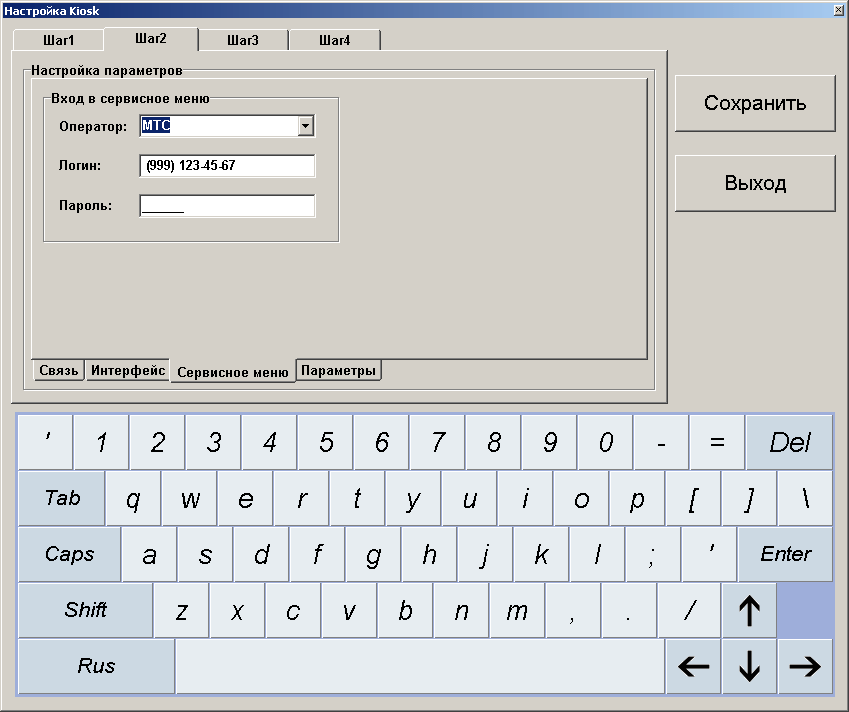 Настройка Kiosk
Шаг1 Шаг2 Шаг3 Шаг4
Настройка параметров
Вход в сервисное меню
Оператор: МТС
Логин: (999) 123-45-67
Пароль: ______
Сохранить
Выход
Связь Интерфейс Сервисное меню Параметры
' 1 2 3 4 5 6 7 8 9 0 - = Del
Tab q w e r t y u i o p [ ] \
Caps a s d f g h j k l ; ' Enter
Shift z x c v b n m , . / ↑
Rus ← ↓ →